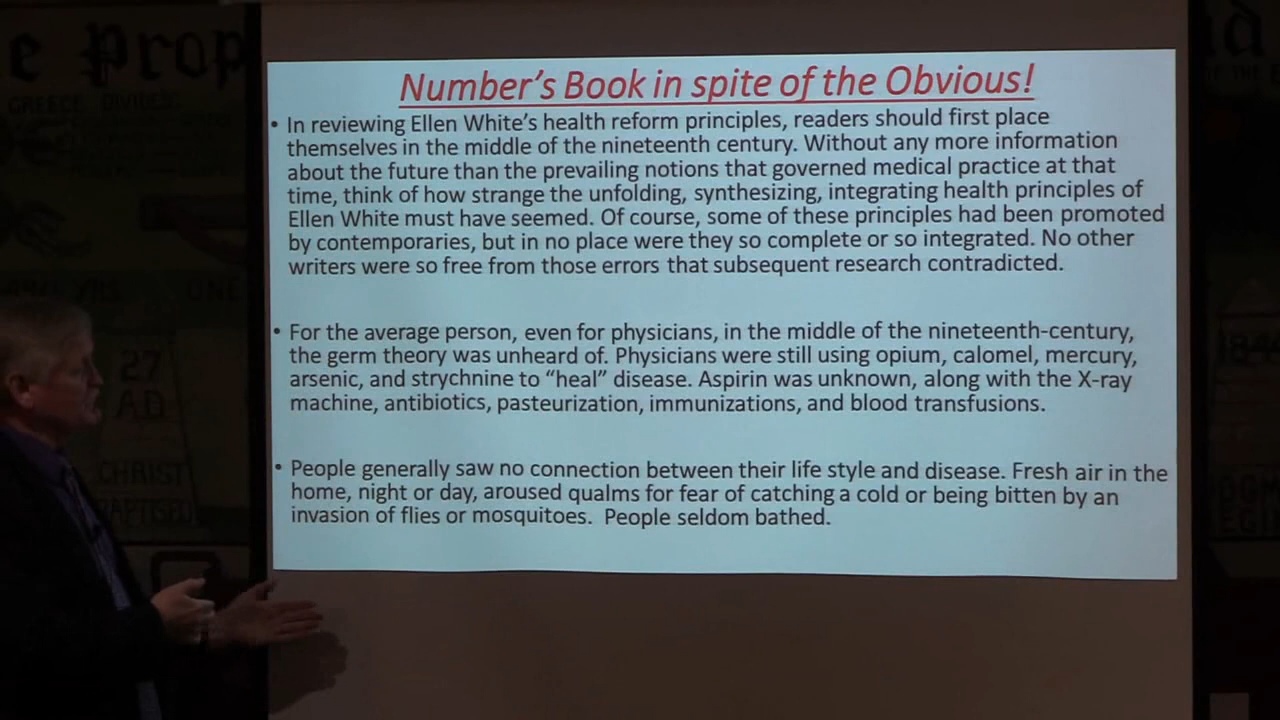 e Prop
GREECE DIVIDED
Number's Book in spite of the Obvious!
• In reviewing Ellen White's health reform principles, readers should first place
themselves in the middle of the nineteenth century. Without any more information
about the future than the prevailing notions that governed medical practice at that
time, think of how strange the unfolding, synthesizing, integrating health principles of
Ellen White must have seemed. Of course, some of these principles had been promoted
by contemporaries, but in no place were they so complete or so integrated. No other
writers were so free from those errors that subsequent research contradicted.
• For the average person, even for physicians, in the middle of the nineteenth-century,
the germ theory was unheard of. Physicians were still using opium, calomel, mercury,
arsenic, and strychnine to "heal" disease. Aspirin was unknown, along with the X-ray
machine, antibiotics, pasteurization, immunizations, and blood transfusions.
• People generally saw no connection between their life style and disease. Fresh air in the
home, night or day, aroused qualms for fear of catching a cold or being bitten by an
invasion of flies or mosquitoes. People seldom bathed.
27
A.D.
CHRIST
BAPTISED
184